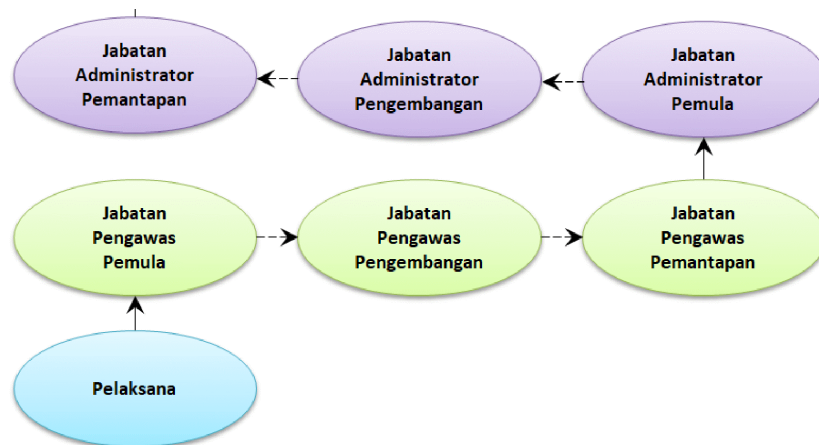 Jabatan
Administrator
Pemantapan
Jabatan
Administrator
Pengembangan
Jabatan
Administrator
Pemula
Jabatan
Pengawas
Pemula
Jabatan
Pengawas
Pengembangan
Jabatan
Pengawas
Pemantapan
Pelaksana